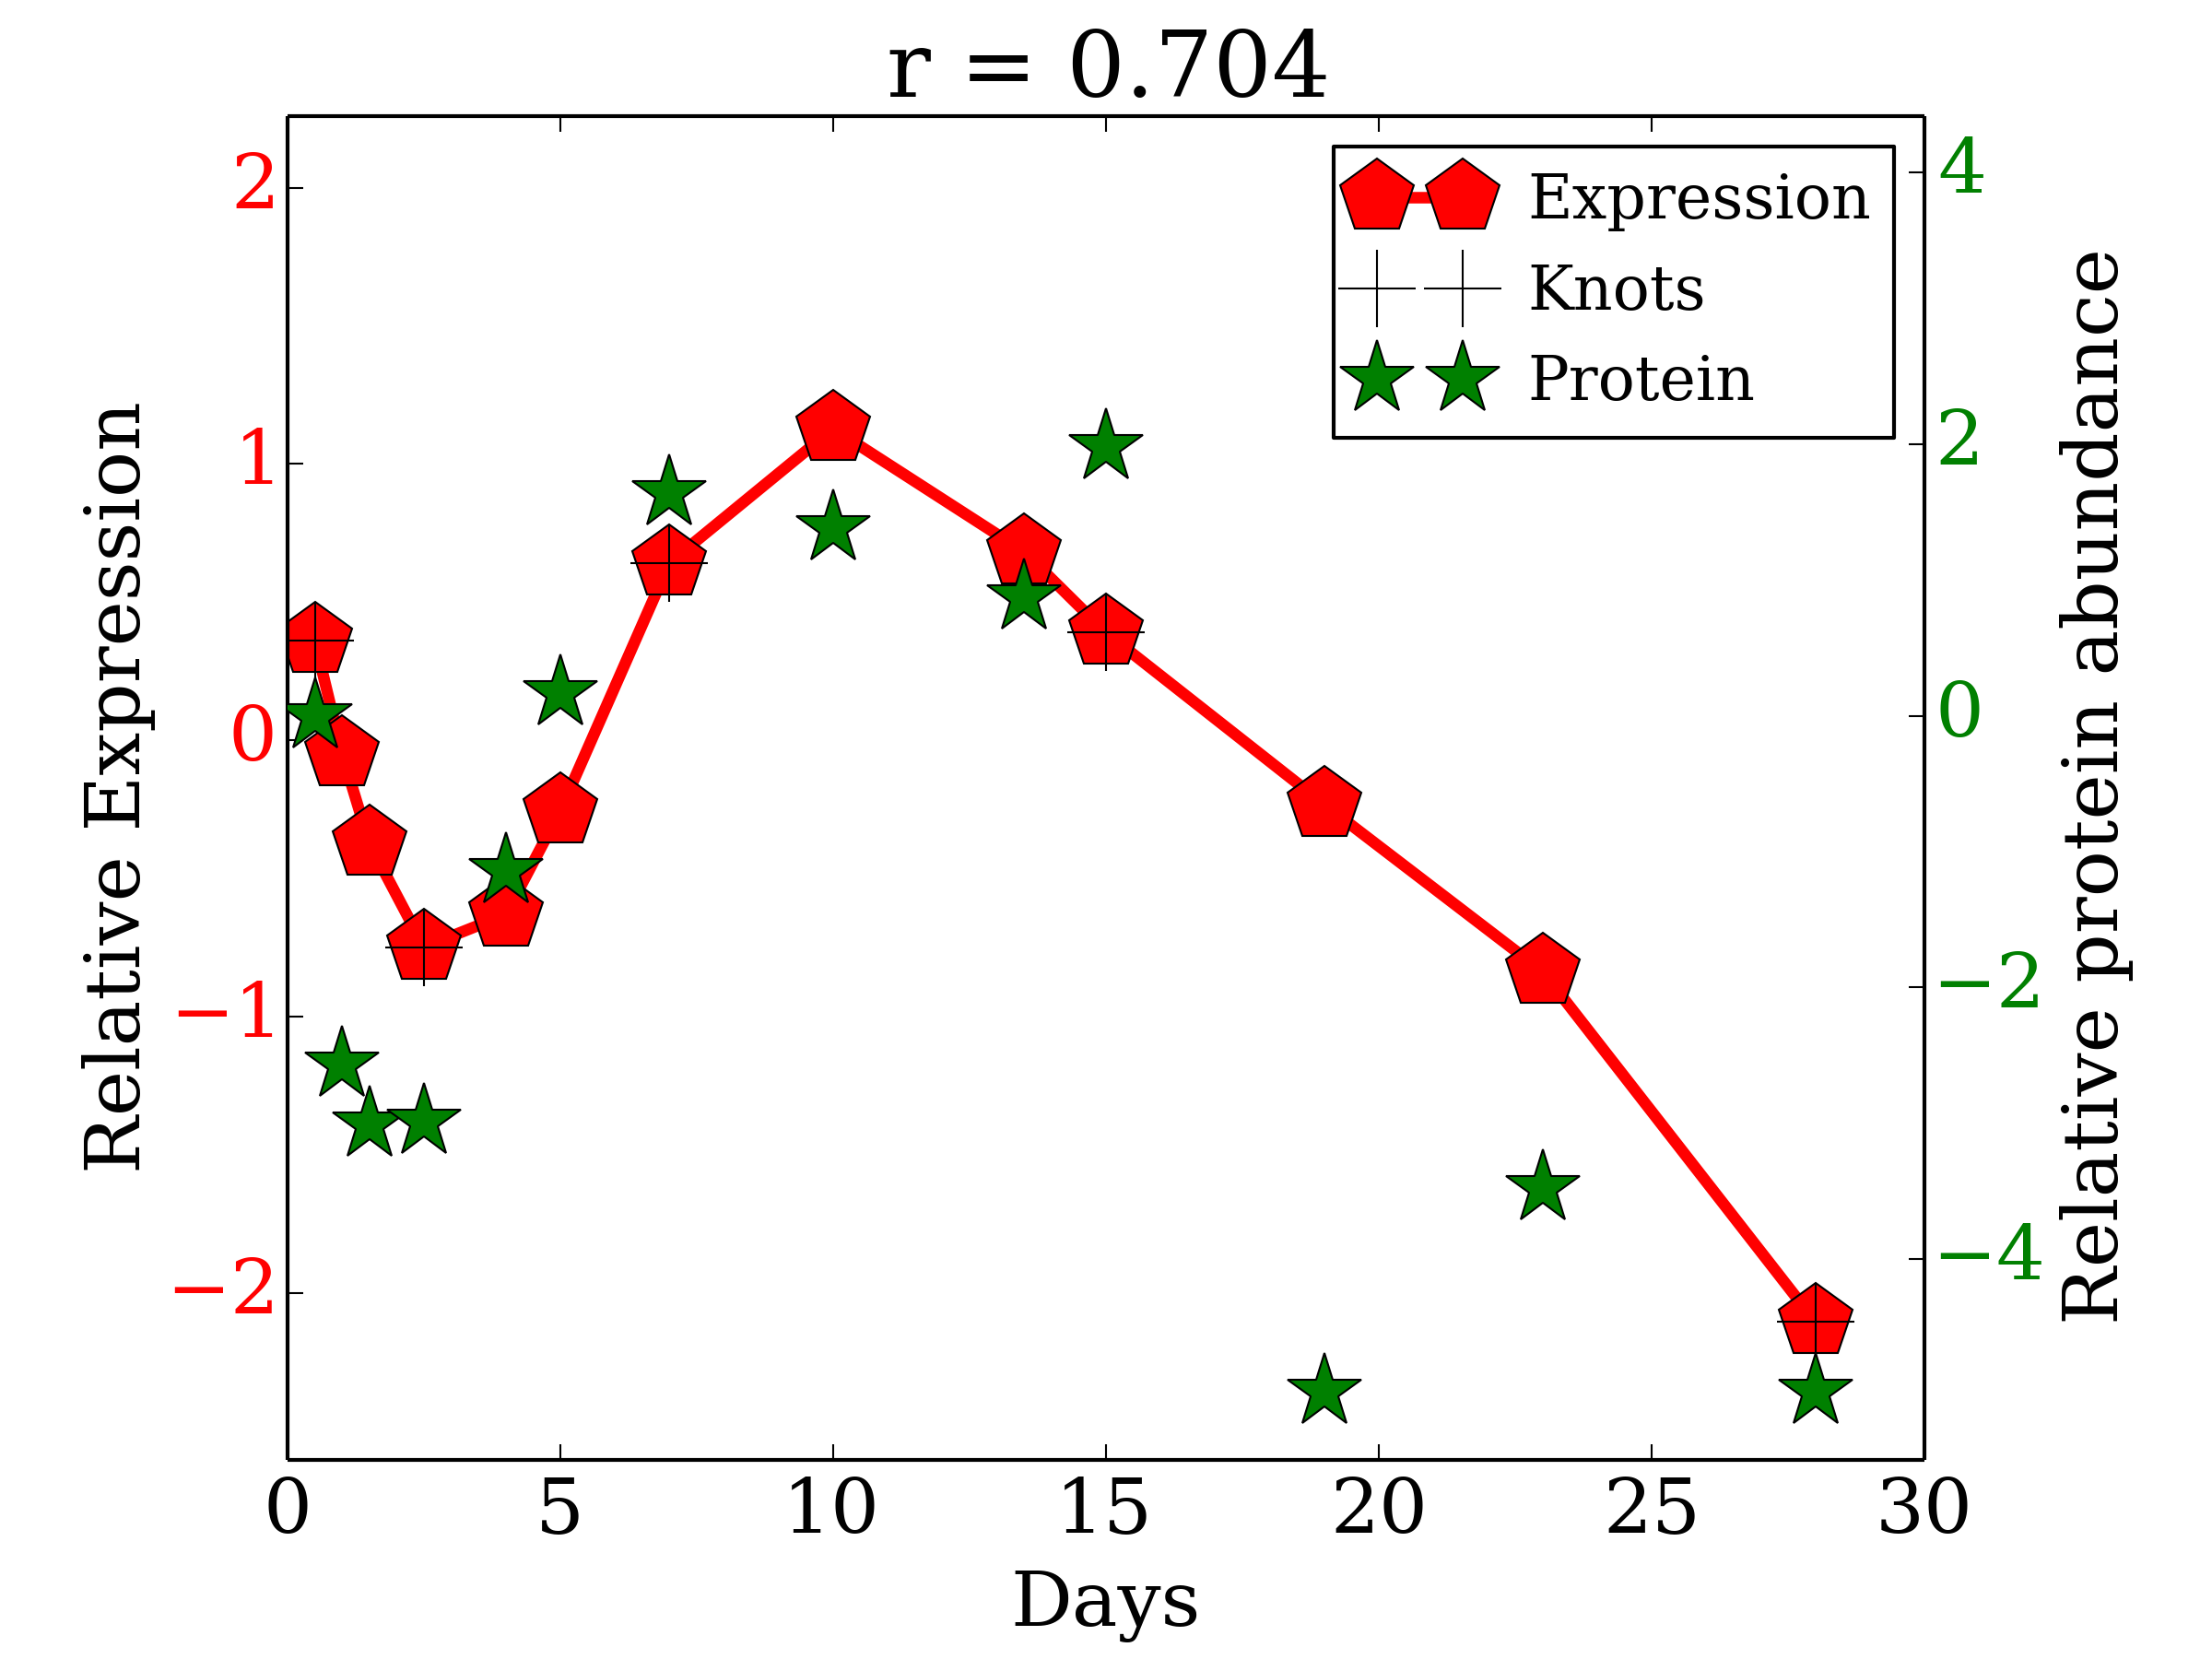 r = 0.704
Expression
Knots
Protein
2
1
0
−1
−2
Relative Expression
4
2
0
−2
−4
Relative protein abundance
0 5 10 15 20 25 30
Days